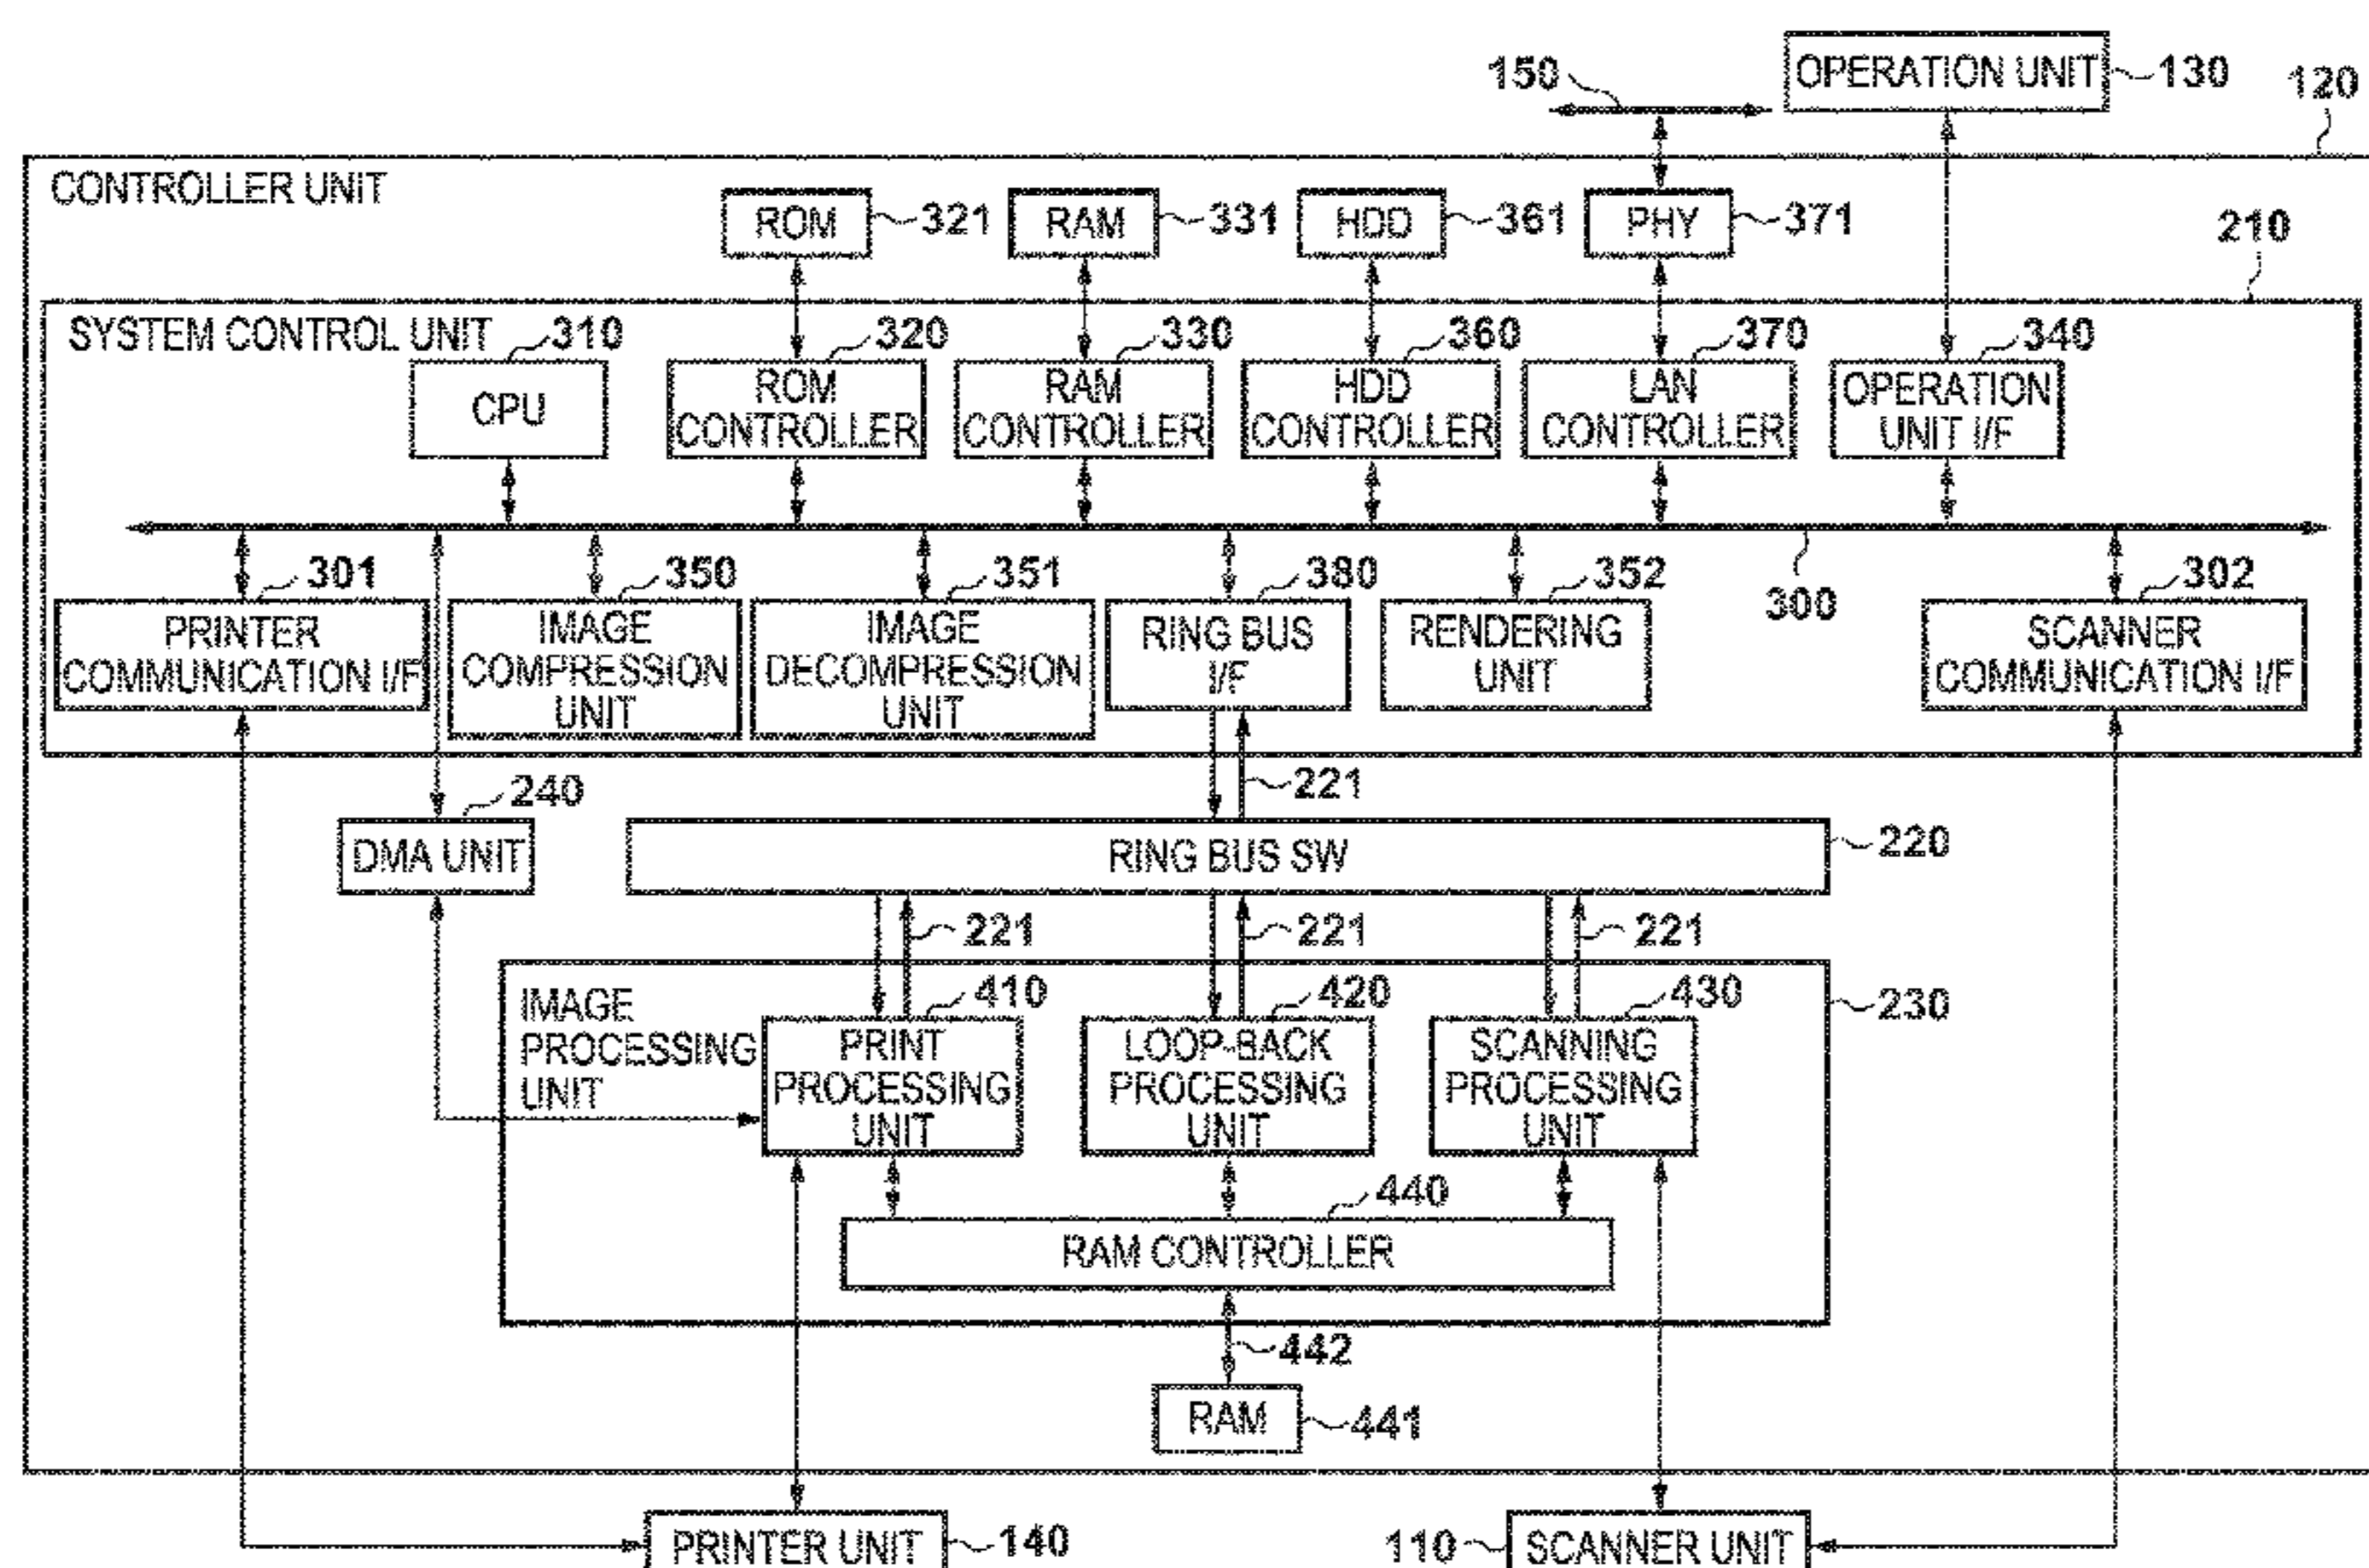 150
OPERATION UNIT
130
120
CONTROLLER UNIT
ROM
321
RAM
331
HDD
361
PHY
371
210
SYSTEM CONTROL UNIT
310
320
330
360
370
340
CPU
ROM
CONTROLLER
RAM
CONTROLLER
HDD
CONTROLLER
LAN
CONTROLLER
OPERATION
UNIT I/F
301
350
351
380
352
300
302
PRINTER
COMMUNICATION I/F
IMAGE
COMPRESSION
UNIT
IMAGE
DECOMPRESSION
UNIT
RING BUS
I/F
RENDERING
UNIT
SCANNER
COMMUNICATION I/F
240
221
DMA UNIT
RING BUS SW
220
221
221
221
IMAGE
PROCESSING
UNIT
410
420
430
230
PRINT
PROCESSING
UNIT
LOOP-BACK
PROCESSING
UNIT
SCANNING
PROCESSING
UNIT
440
RAM CONTROLLER
442
RAM
441
PRINTER UNIT
140
110
SCANNER UNIT